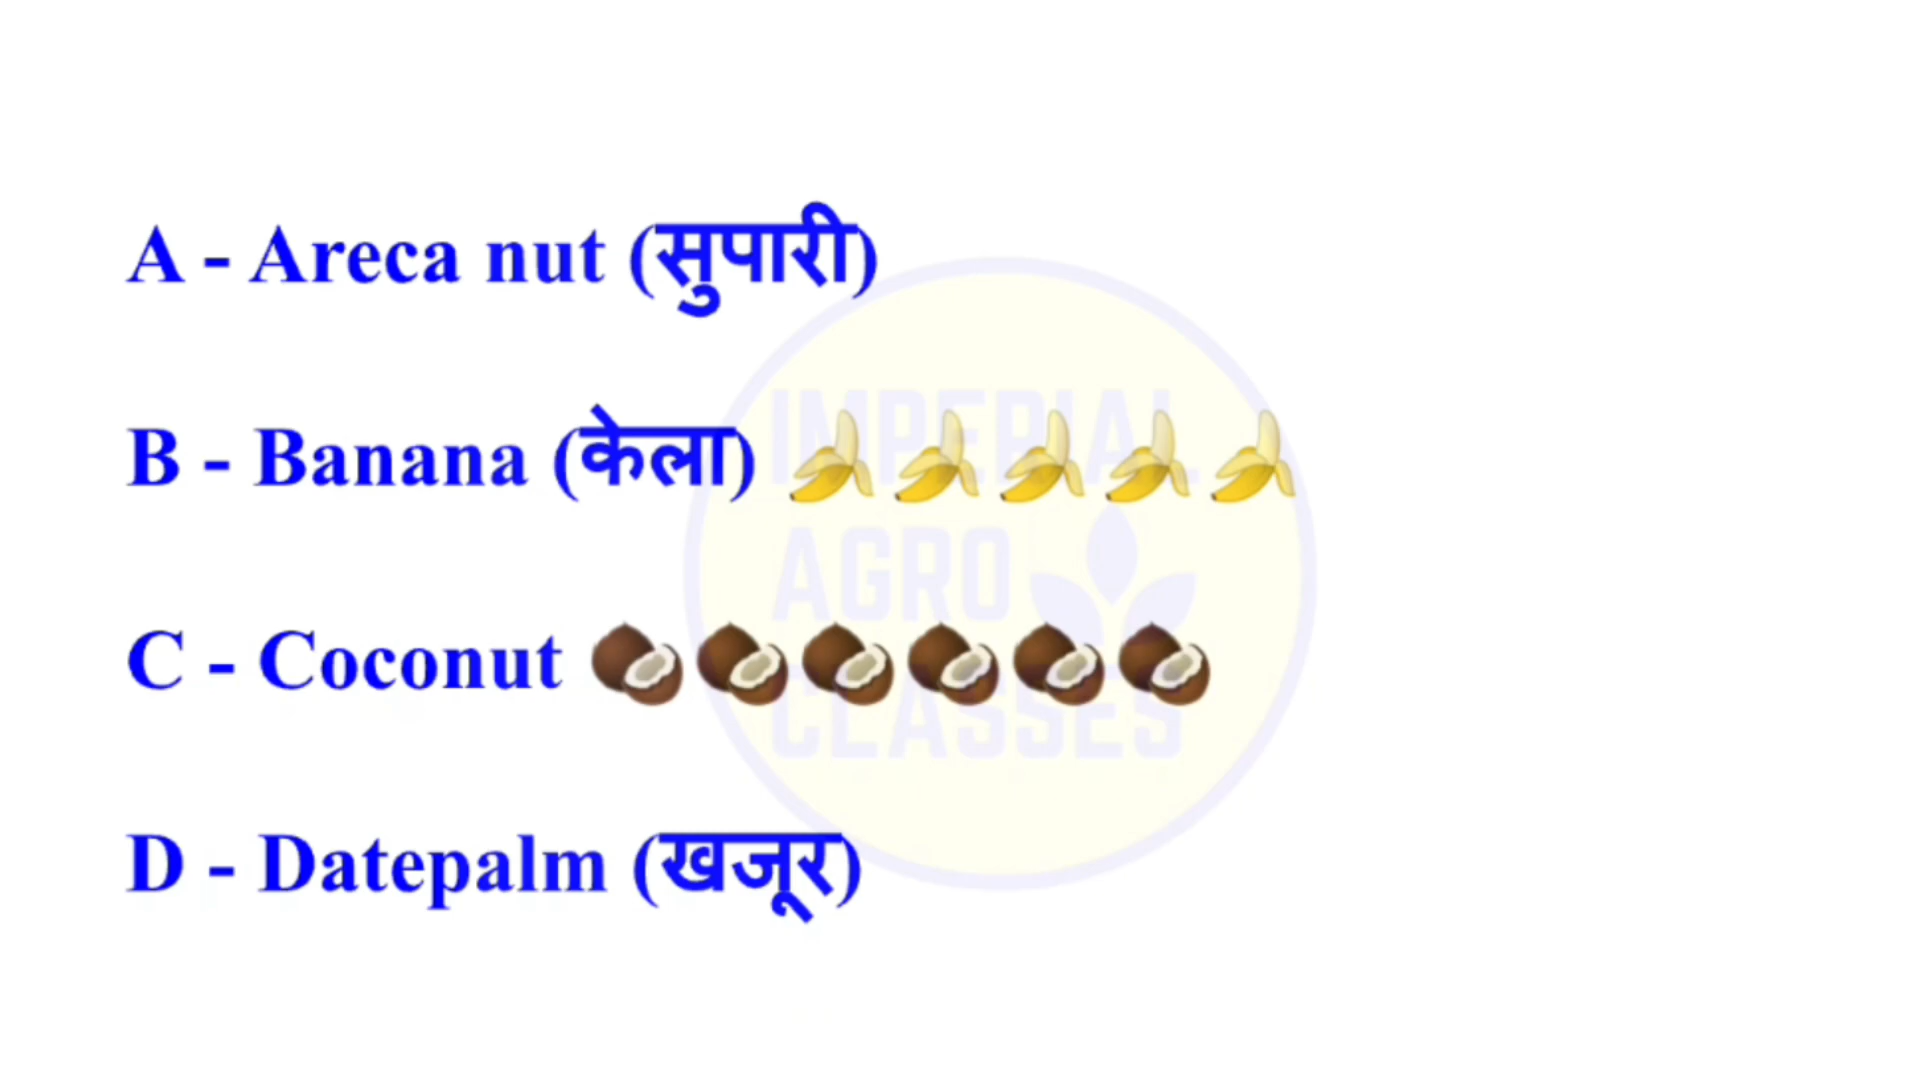 A - Areca nut (सुपारी)
B - Banana (केला) 🍌🍌🍌🍌🍌
C - Coconut 🥥🥥🥥🥥🥥🥥
D - Datepalm (खजूर)
IMPERIAL
AGRO
CLASSES